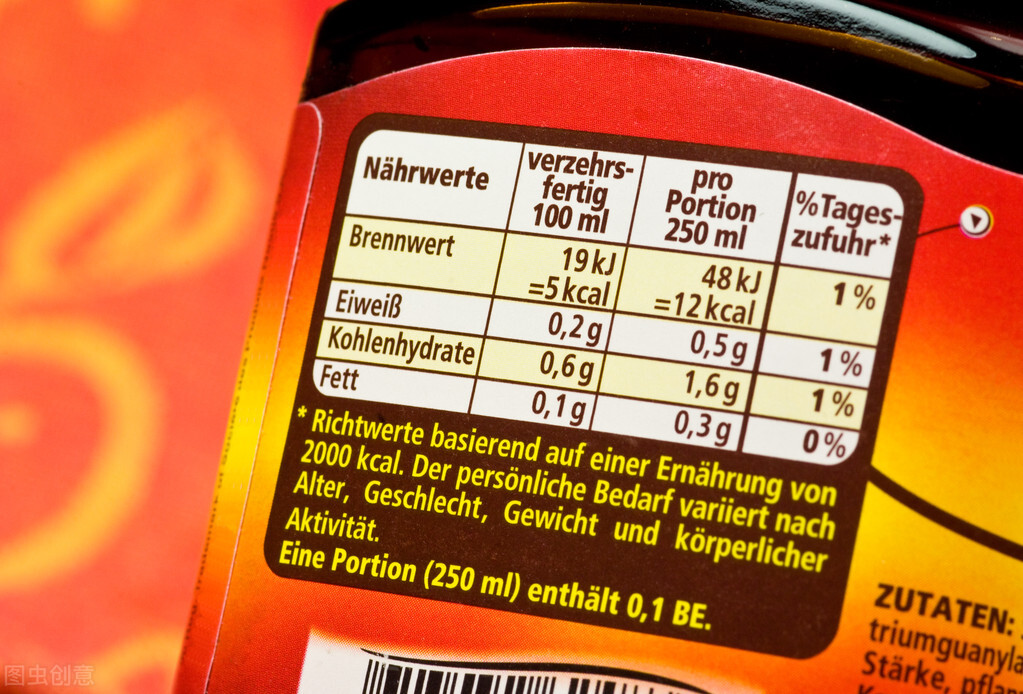 Nährwerte verzehrs-fertig 100 ml pro Portion 250 ml %Tages-zufuhr*
Brennwert 19 kJ =5 kcal 48 kJ =12 kcal 1 %
Eiweiß 0,2 g 0,5 g 1 %
Kohlenhydrate 0,6 g 1,6 g 1 %
Fett 0,1 g 0,3 g 0 %
* Richtwerte basierend auf einer Ernährung von
2000 kcal. Der persönliche Bedarf variiert nach
Alter, Geschlecht, Gewicht und körperlicher
Aktivität.
Eine Portion (250 ml) enthält 0,1 BE.
ZUTATEN:
triumguanyla
Stärke, pflan
图虫创意